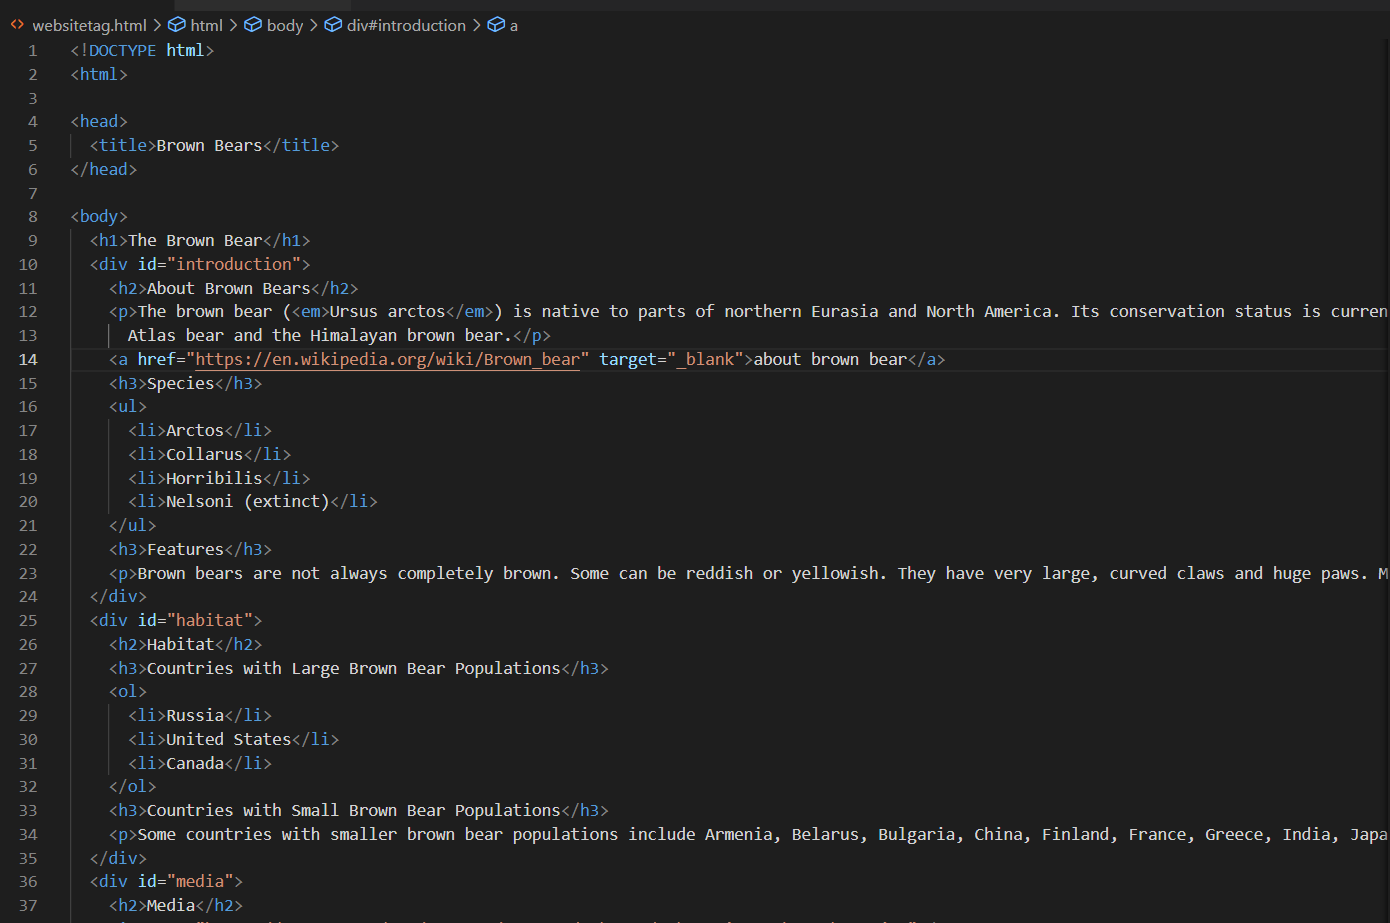 websitetag.html > html > body > div#introduction > a
1 <!DOCTYPE html>
2 <html>
3
4 <head>
5   <title>Brown Bears</title>
6 </head>
7
8 <body>
9   <h1>The Brown Bear</h1>
10   <div id="introduction">
11     <h2>About Brown Bears</h2>
12     <p>The brown bear (<em>Ursus arctos</em>) is native to parts of northern Eurasia and North America. Its conservation status is curren
13       Atlas bear and the Himalayan brown bear.</p>
14     <a href="https://en.wikipedia.org/wiki/Brown_bear" target="_blank">about brown bear</a>
15     <h3>Species</h3>
16     <ul>
17       <li>Arctos</li>
18       <li>Collarus</li>
19       <li>Horribilis</li>
20       <li>Nelsoni (extinct)</li>
21     </ul>
22     <h3>Features</h3>
23     <p>Brown bears are not always completely brown. Some can be reddish or yellowish. They have very large, curved claws and huge paws. M
24   </div>
25   <div id="habitat">
26     <h2>Habitat</h2>
27     <h3>Countries with Large Brown Bear Populations</h3>
28     <ol>
29       <li>Russia</li>
30       <li>United States</li>
31       <li>Canada</li>
32     </ol>
33     <h3>Countries with Small Brown Bear Populations</h3>
34     <p>Some countries with smaller brown bear populations include Armenia, Belarus, Bulgaria, China, Finland, France, Greece, India, Japa
35   </div>
36   <div id="media">
37     <h2>Media</h2>